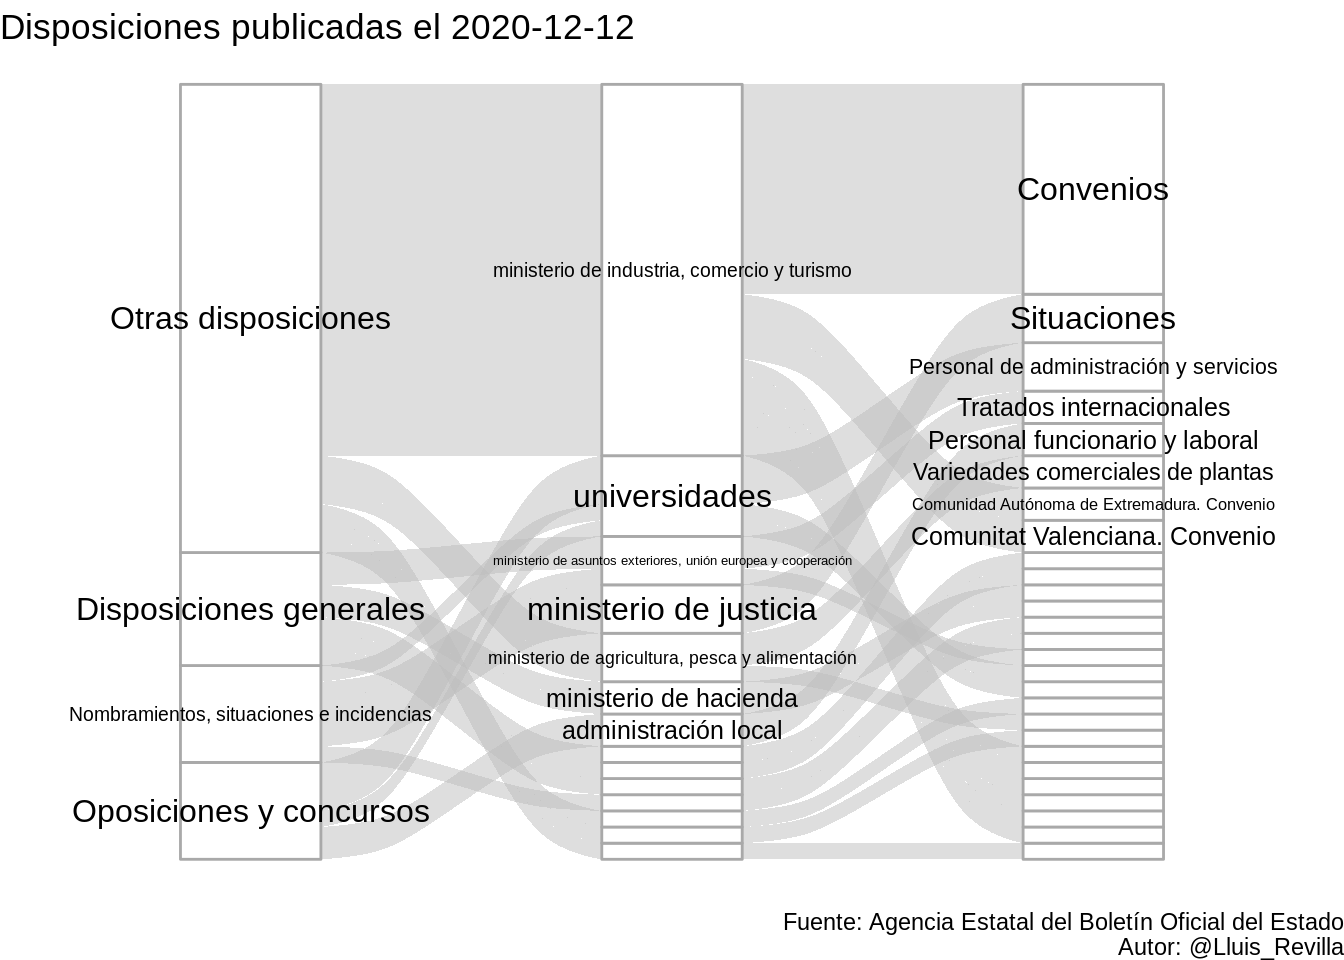 Disposiciones publicadas el 2020-12-12
Otras disposiciones
Disposiciones generales
Nombramientos, situaciones e incidencias
Oposiciones y concursos
ministerio de industria, comercio y turismo
universidades
ministerio de asuntos exteriores, unión europea y cooperación
ministerio de justicia
ministerio de agricultura, pesca y alimentación
ministerio de hacienda
administración local
Convenios
Situaciones
Personal de administración y servicios
Tratados internacionales
Personal funcionario y laboral
Variedades comerciales de plantas
Comunidad Autónoma de Extremadura. Convenio
Comunitat Valenciana. Convenio
Fuente: Agencia Estatal del Boletín Oficial del Estado
Autor: @Lluis_Revilla